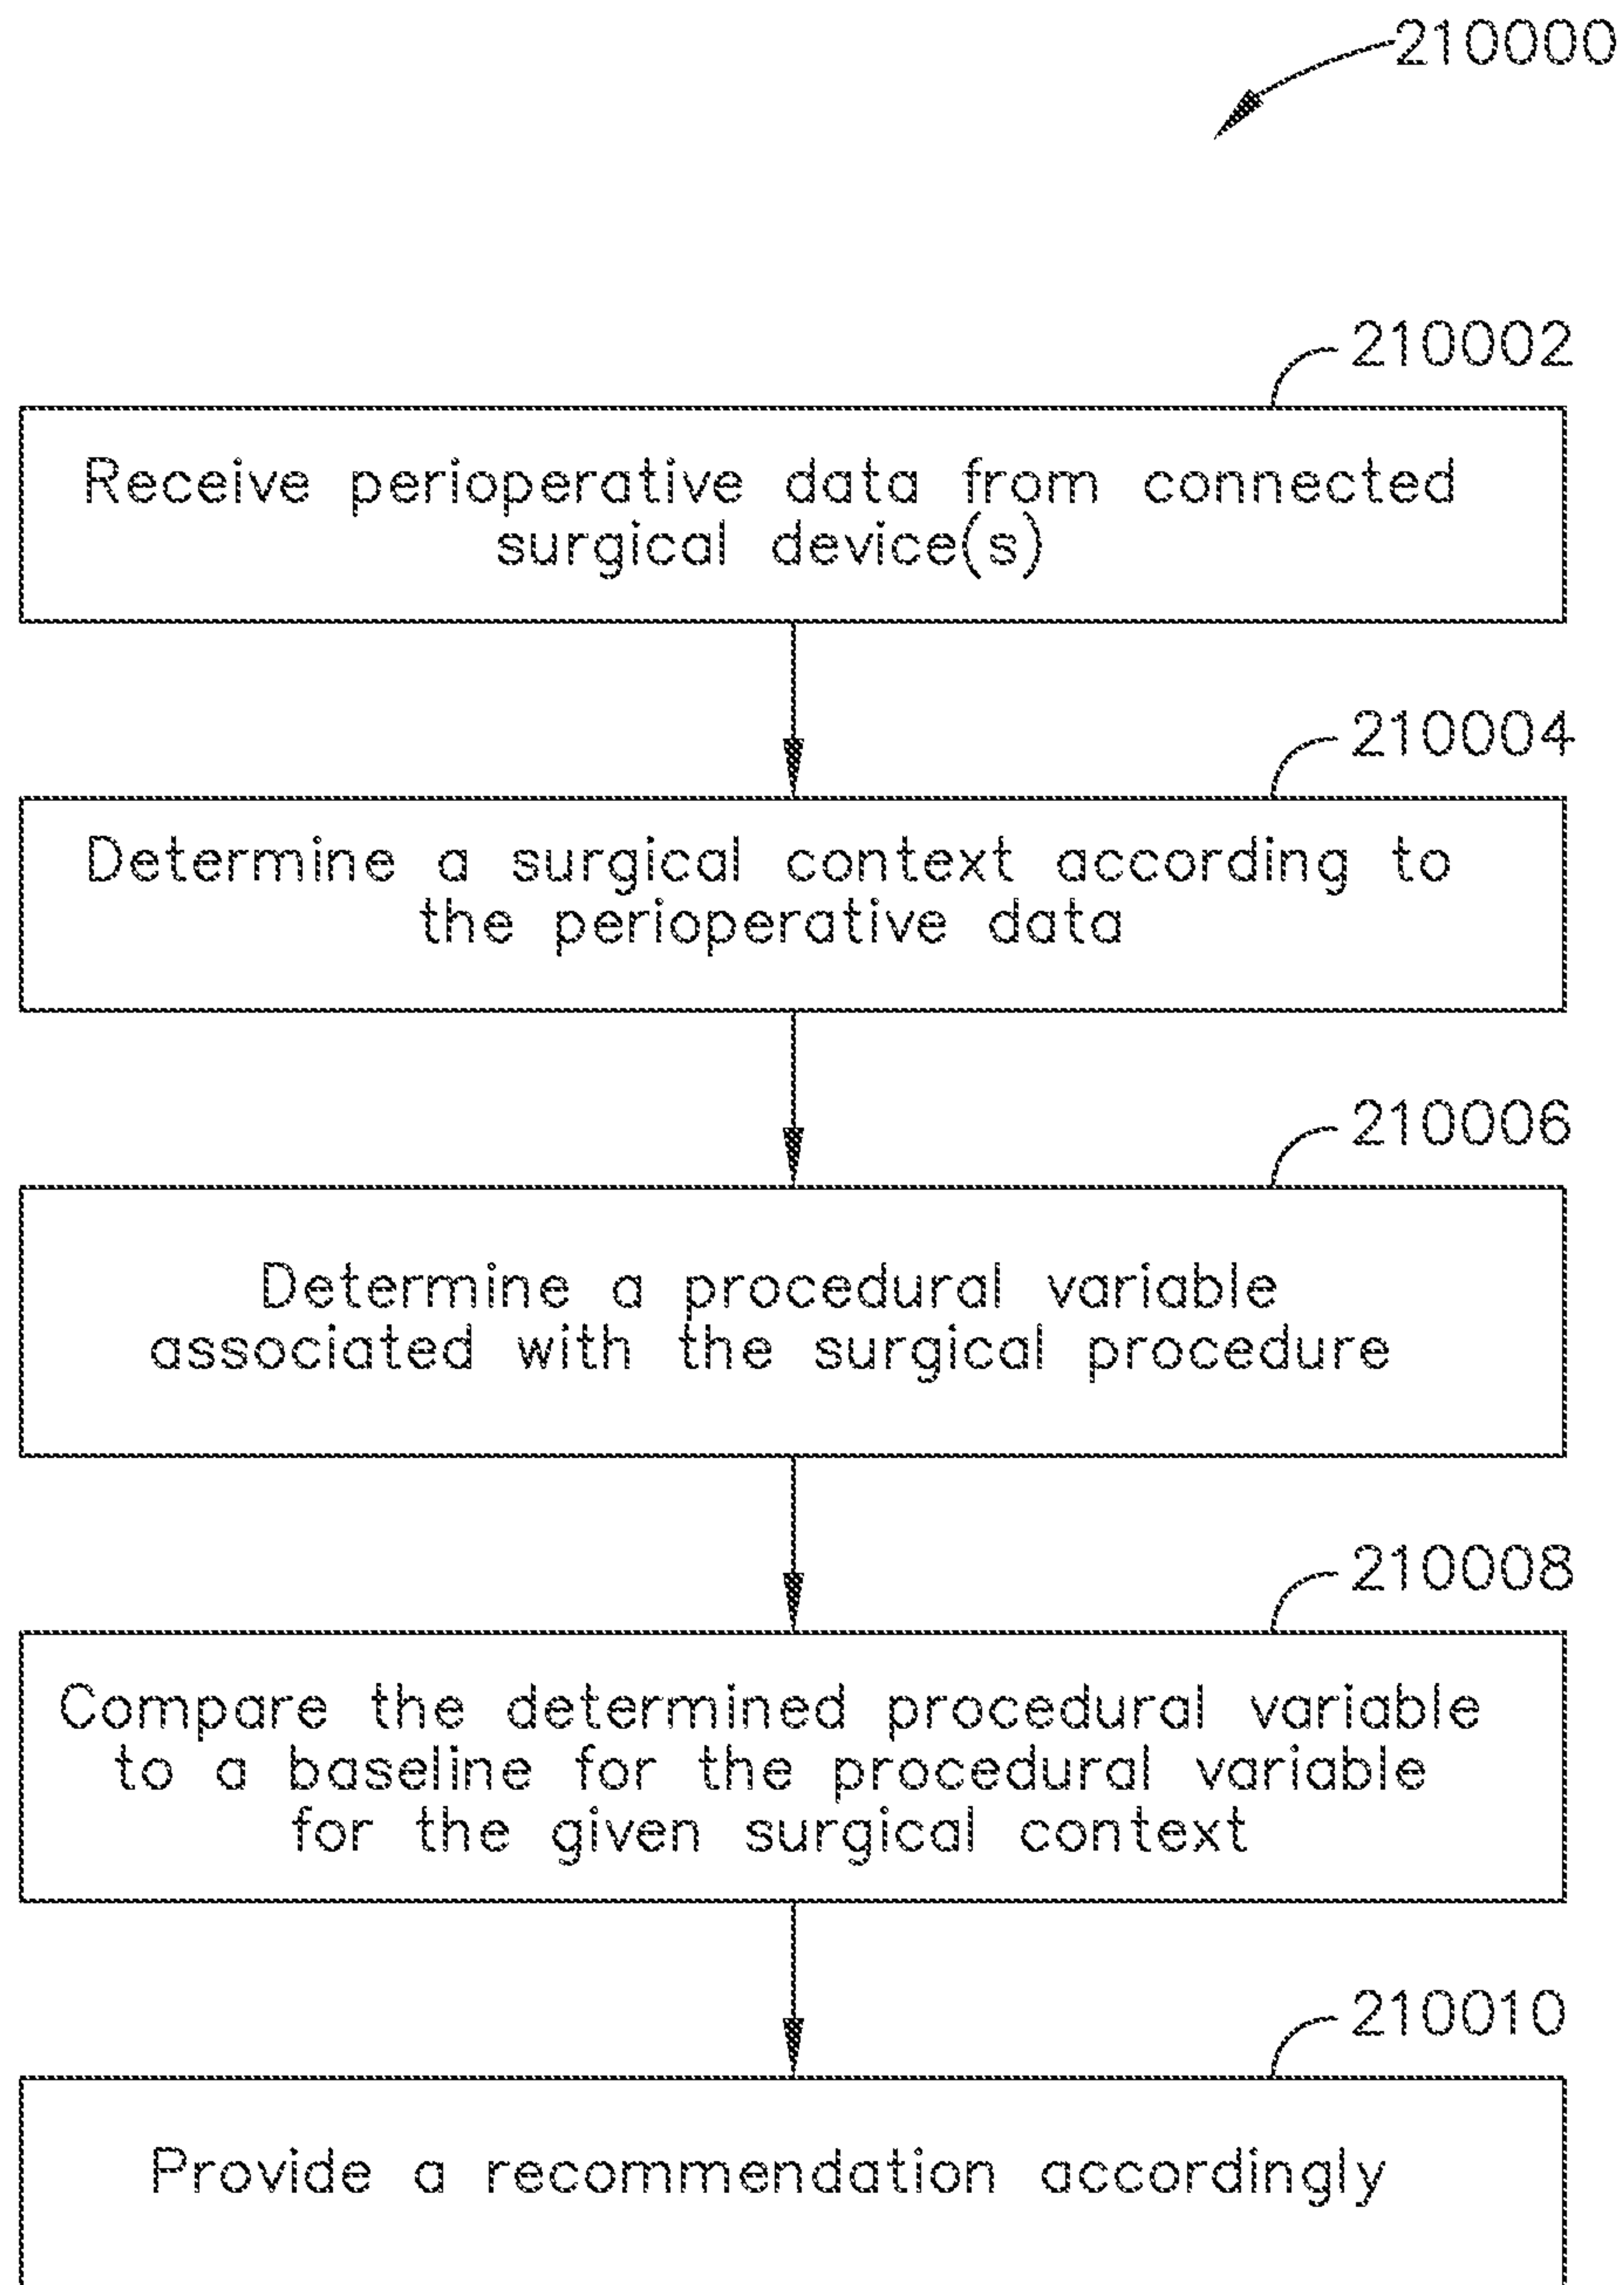 210000
210002
Receive perioperative data from connected
surgical device(s)
210004
Determine a surgical context according to
the perioperative data
210006
Determine a procedural variable
associated with the surgical procedure
210008
Compare the determined procedural variable
to a baseline for the procedural variable
for the given surgical context
210010
Provide a recommendation accordingly